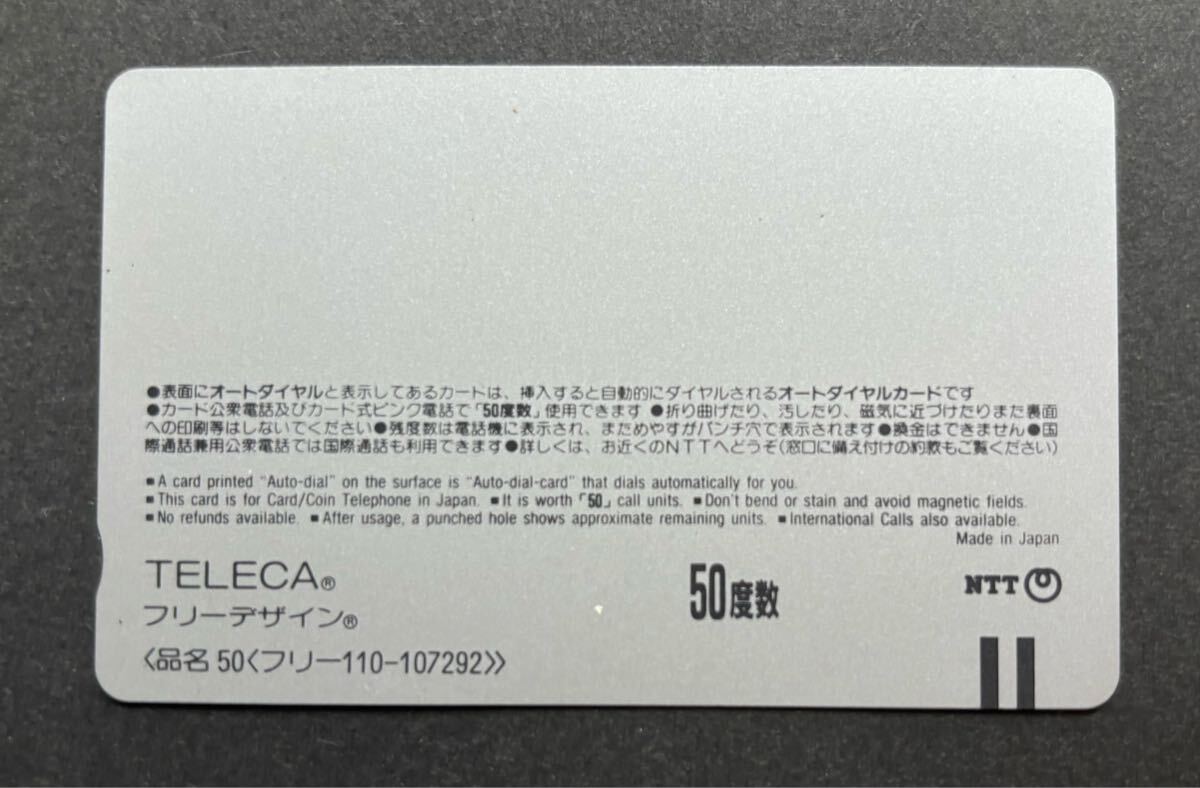 ●表面にオートダイヤルと表示してあるカードは、挿入すると自動的にダイヤルされるオートダイヤルカードです
●カード公衆電話及びカード式ピンク電話で「50度数」使用できます ●折り曲げたり、汚したり、磁気に近づけたりまた裏面
への印刷等はしないでください●残度数は電話機に表示され、まためやすがパンチ穴で表示されます●換金はできません●国
際通話兼用公衆電話では国際通話も利用できます●詳しくは、お近くのNTTへどうぞ(窓口に備え付けの約款もご覧ください)
■A card printed "Auto-dial" on the surface is "Auto-dial-card" that dials automatically for you.
■This card is for Card/Coin Telephone in Japan. ■It is worth「50」call units. ■Don't bend or stain and avoid magnetic fields.
■No refunds available. ■After usage, a punched hole shows approximate remaining units. ■International Calls also available.
Made in Japan
TELECA®
フリーデザイン®
〈品名 50〈フリー110-107292〉〉
50度数
NTT